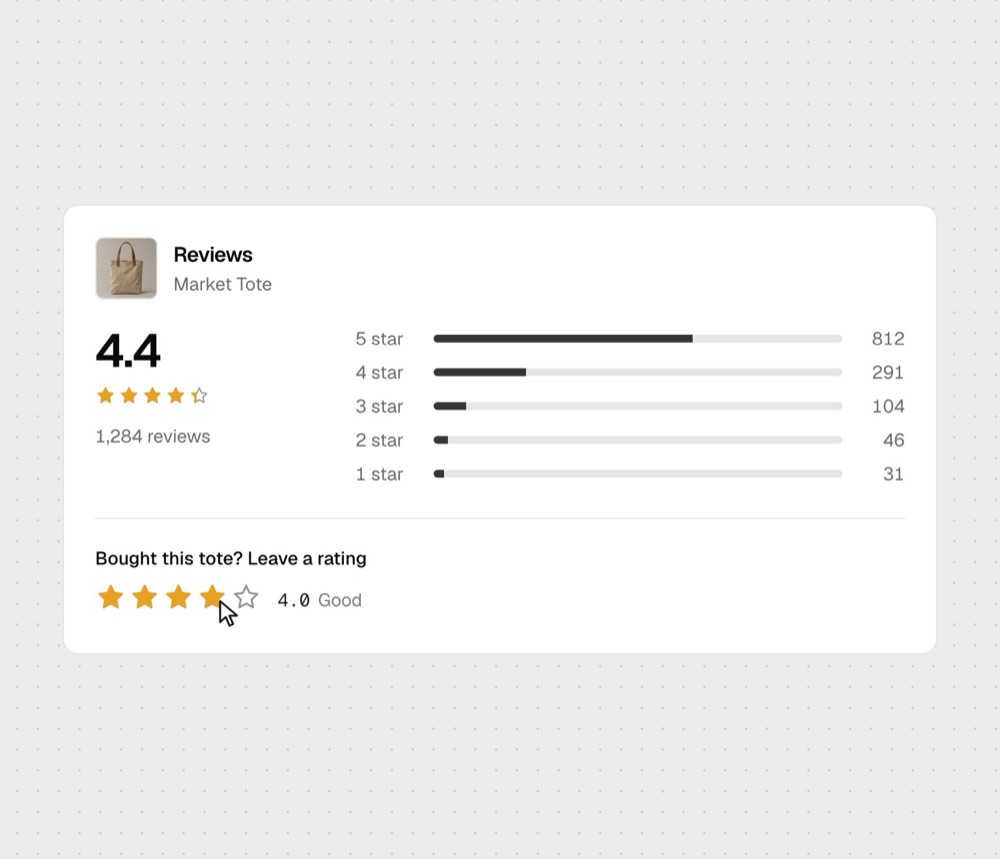 Reviews
Market Tote
4.4
1,284 reviews
5 star 812
4 star 291
3 star 104
2 star 46
1 star 31
Bought this tote? Leave a rating
4.0 Good